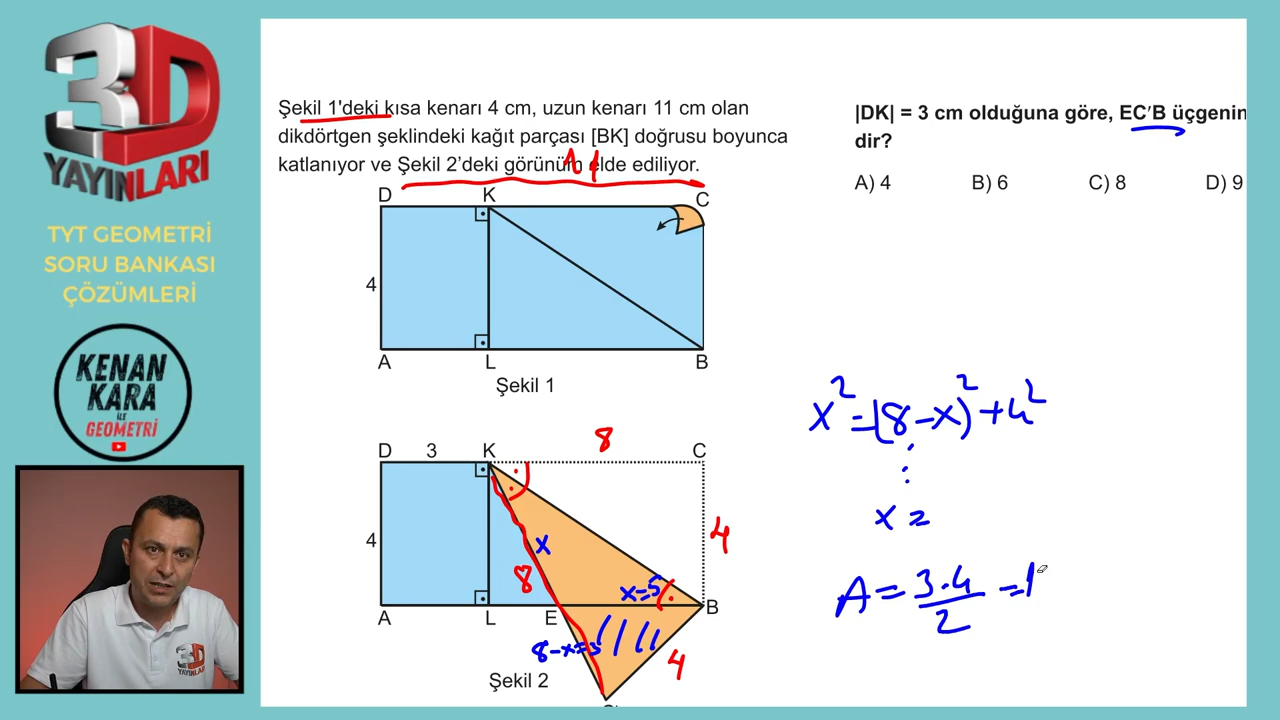 3D
YAYINLARI
TYT GEOMETRİ
SORU BANKASI
ÇÖZÜMLERİ
KENAN
KARA
İLE
GEOMETRİ
3D
YAYINLARI
Şekil 1'deki kısa kenarı 4 cm, uzun kenarı 11 cm olan
dikdörtgen şeklindeki kağıt parçası [BK] doğrusu boyunca
katlanıyor ve Şekil 2'deki görünüm elde ediliyor.
11
D K C
4
A L B
Şekil 1
8
D 3 K C
4 x 4
8 x=5
A L E B
8-x=3
4
Şekil 2
|DK| = 3 cm olduğuna göre, EC'B üçgenin
dir?
A) 4 B) 6 C) 8 D) 9
x² = (8-x)² + 4²
⋮
x =
A = 3.4/2 =